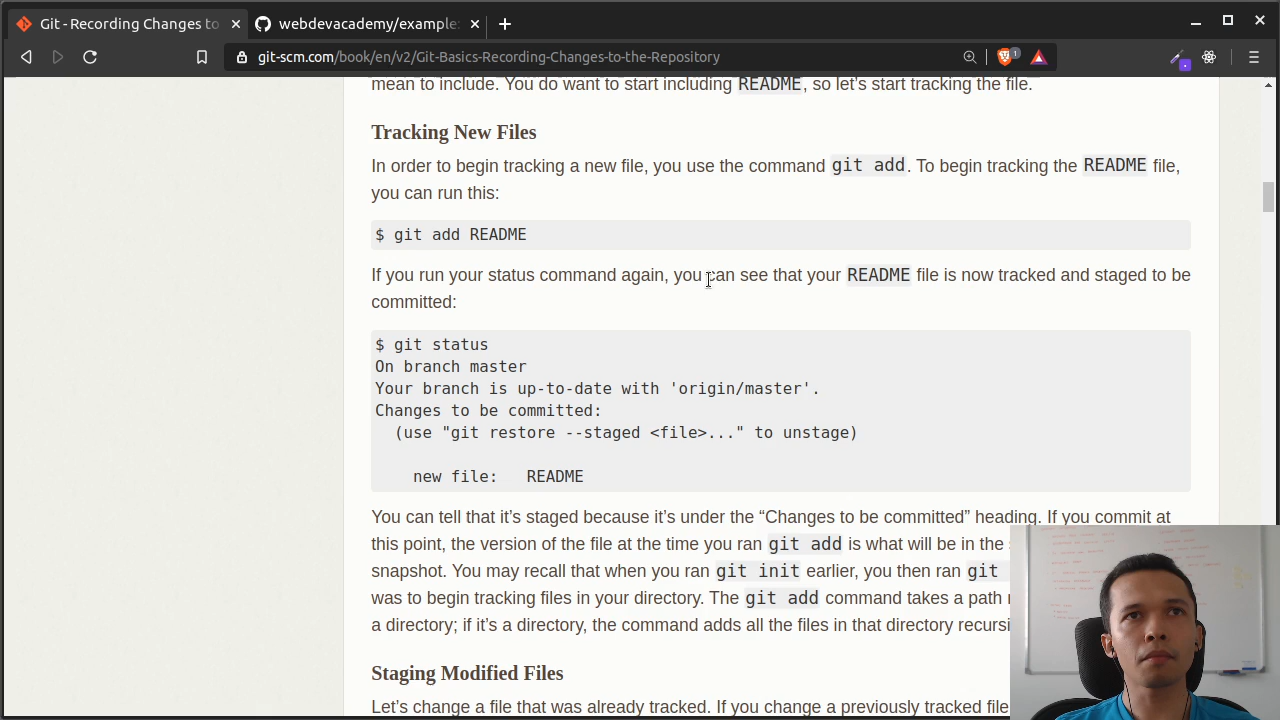 Git - Recording Changes to
webdevacademy/example
git-scm.com/book/en/v2/Git-Basics-Recording-Changes-to-the-Repository
1
mean to include. You do want to start including README, so let’s start tracking the file.
Tracking New Files
In order to begin tracking a new file, you use the command git add. To begin tracking the README file,
you can run this:
$ git add README
If you run your status command again, you can see that your README file is now tracked and staged to be
committed:
$ git status
On branch master
Your branch is up-to-date with 'origin/master'.
Changes to be committed:
(use "git restore --staged <file>..." to unstage)
new file: README
You can tell that it’s staged because it’s under the “Changes to be committed” heading. If you commit at
this point, the version of the file at the time you ran git add is what will be in the
snapshot. You may recall that when you ran git init earlier, you then ran git
was to begin tracking files in your directory. The git add command takes a path
a directory; if it’s a directory, the command adds all the files in that directory recursi
Staging Modified Files
Let’s change a file that was already tracked. If you change a previously tracked file